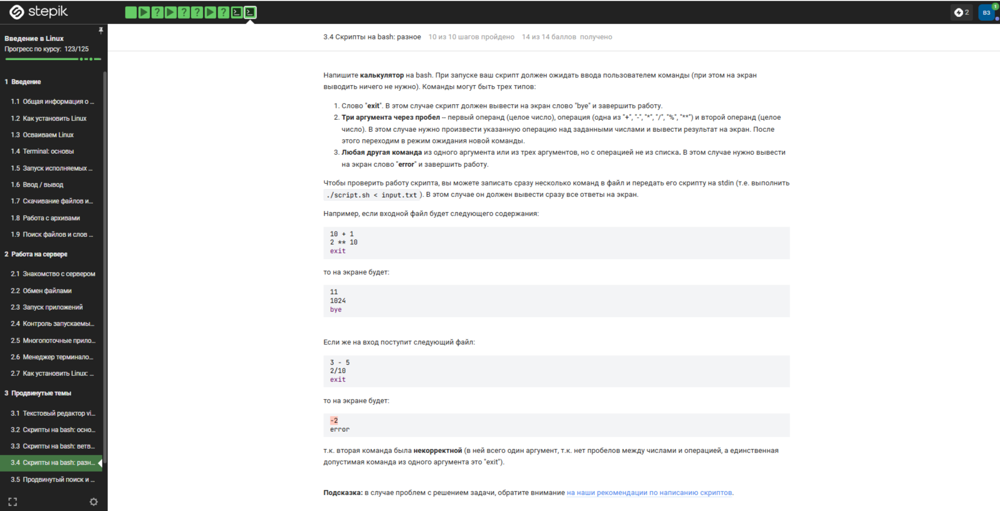 stepik
2
ВЗ
1
Введение в Linux
Прогресс по курсу: 123/125
1 Введение
1.1 Общая информация о ...
1.2 Как установить Linux
1.3 Осваиваем Linux
1.4 Terminal: основы
1.5 Запуск исполняемых ...
1.6 Ввод / вывод
1.7 Скачивание файлов и...
1.8 Работа с архивами
1.9 Поиск файлов и слов ...
2 Работа на сервере
2.1 Знакомство с сервером
2.2 Обмен файлами
2.3 Запуск приложений
2.4 Контроль запускаемы...
2.5 Многопоточные прило...
2.6 Менеджер терминало...
2.7 Как установить Linux: ...
3 Продвинутые темы
3.1 Текстовый редактор vi...
3.2 Скрипты на bash: осно...
3.3 Скрипты на bash: ветв...
3.4 Скрипты на bash: разн...
3.5 Продвинутый поиск и ...
3.4 Скрипты на bash: разное 10 из 10 шагов пройдено 14 из 14 баллов получено
Напишите калькулятор на bash. При запуске ваш скрипт должен ожидать ввода пользователем команды (при этом на экран
выводить ничего не нужно). Команды могут быть трех типов:
1. Слово "exit". В этом случае скрипт должен вывести на экран слово "bye" и завершить работу.
2. Три аргумента через пробел – первый операнд (целое число), операция (одна из "+", "-", "*", "/", "%", "**") и второй операнд (целое
число). В этом случае нужно произвести указанную операцию над заданными числами и вывести результат на экран. После
этого переходим в режим ожидания новой команды.
3. Любая другая команда из одного аргумента или из трех аргументов, но с операцией не из списка. В этом случае нужно вывести
на экран слово "error" и завершить работу.
Чтобы проверить работу скрипта, вы можете записать сразу несколько команд в файл и передать его скрипту на stdin (т.е. выполнить
./script.sh < input.txt ). В этом случае он должен вывести сразу все ответы на экран.
Например, если входной файл будет следующего содержания:
10 + 1
2 ** 10
exit
то на экране будет:
11
1024
bye
Если же на вход поступит следующий файл:
3 - 5
2/10
exit
то на экране будет:
-2
error
т.к. вторая команда была некорректной (в ней всего один аргумент, т.к. нет пробелов между числами и операцией, а единственная
допустимая команда из одного аргумента это "exit").
Подсказка: в случае проблем с решением задачи, обратите внимание на наши рекомендации по написанию скриптов.